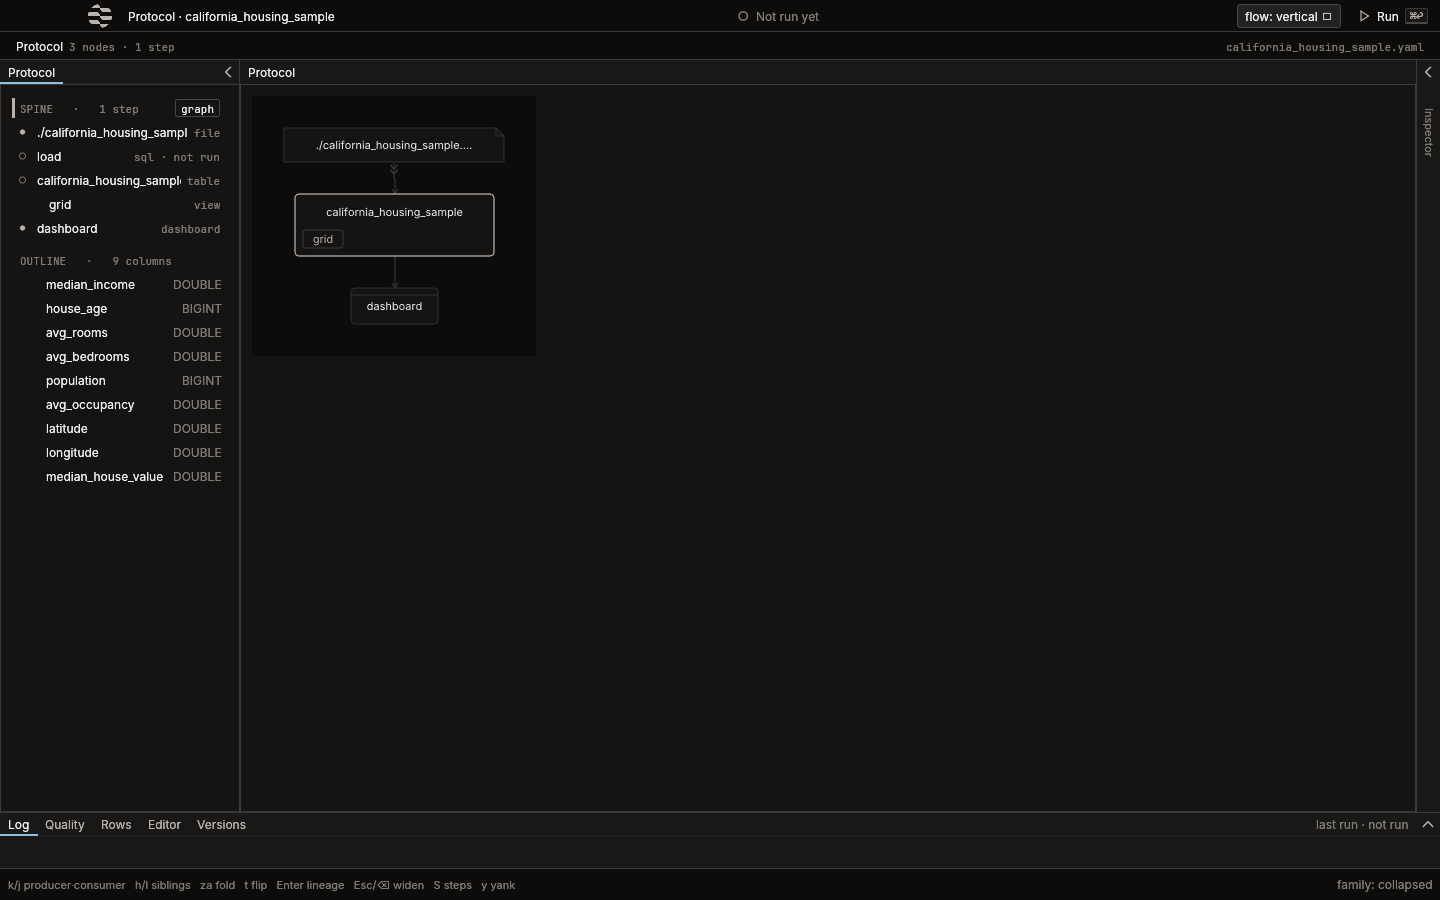 Protocol · california_housing_sample
Not run yet
flow: vertical
Run ⌘⏎
Protocol 3 nodes · 1 step
california_housing_sample.yaml
Protocol
Protocol
SPINE · 1 step graph
./california_housing_sampl file
load sql · not run
california_housing_sampl table
grid view
dashboard dashboard
OUTLINE · 9 columns
median_income DOUBLE
house_age BIGINT
avg_rooms DOUBLE
avg_bedrooms DOUBLE
population BIGINT
avg_occupancy DOUBLE
latitude DOUBLE
longitude DOUBLE
median_house_value DOUBLE
./california_housing_sample....
california_housing_sample
grid
dashboard
Inspector
Log Quality Rows Editor Versions
last run · not run
k/j producer·consumer h/l siblings za fold t flip Enter lineage Esc/⌫ widen S steps y yank
family: collapsed